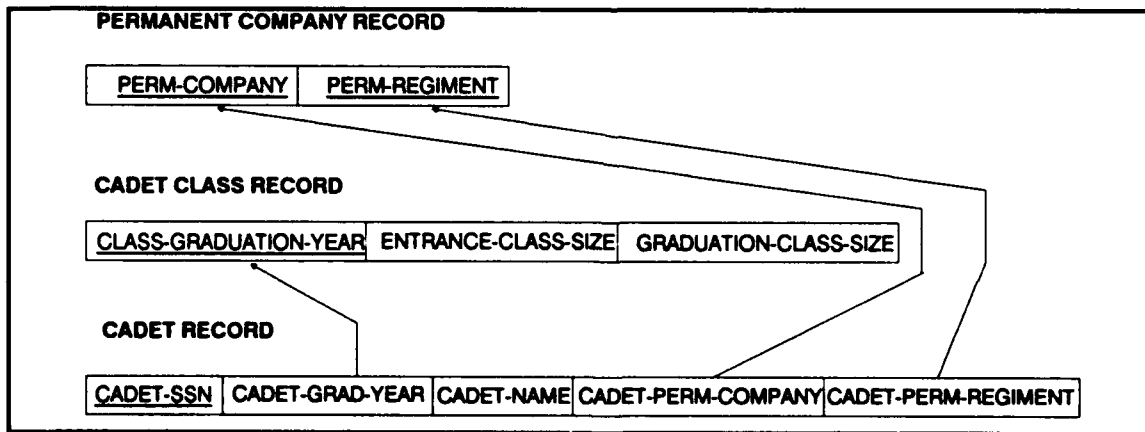 PERMANENT COMPANY RECORD
PERM-COMPANY PERM-REGIMENT
CADET CLASS RECORD
CLASS-GRADUATION-YEAR ENTRANCE-CLASS-SIZE GRADUATION-CLASS-SIZE
CADET RECORD
CADET-SSN CADET-GRAD-YEAR CADET-NAME CADET-PERM-COMPANY CADET-PERM-REGIMENT